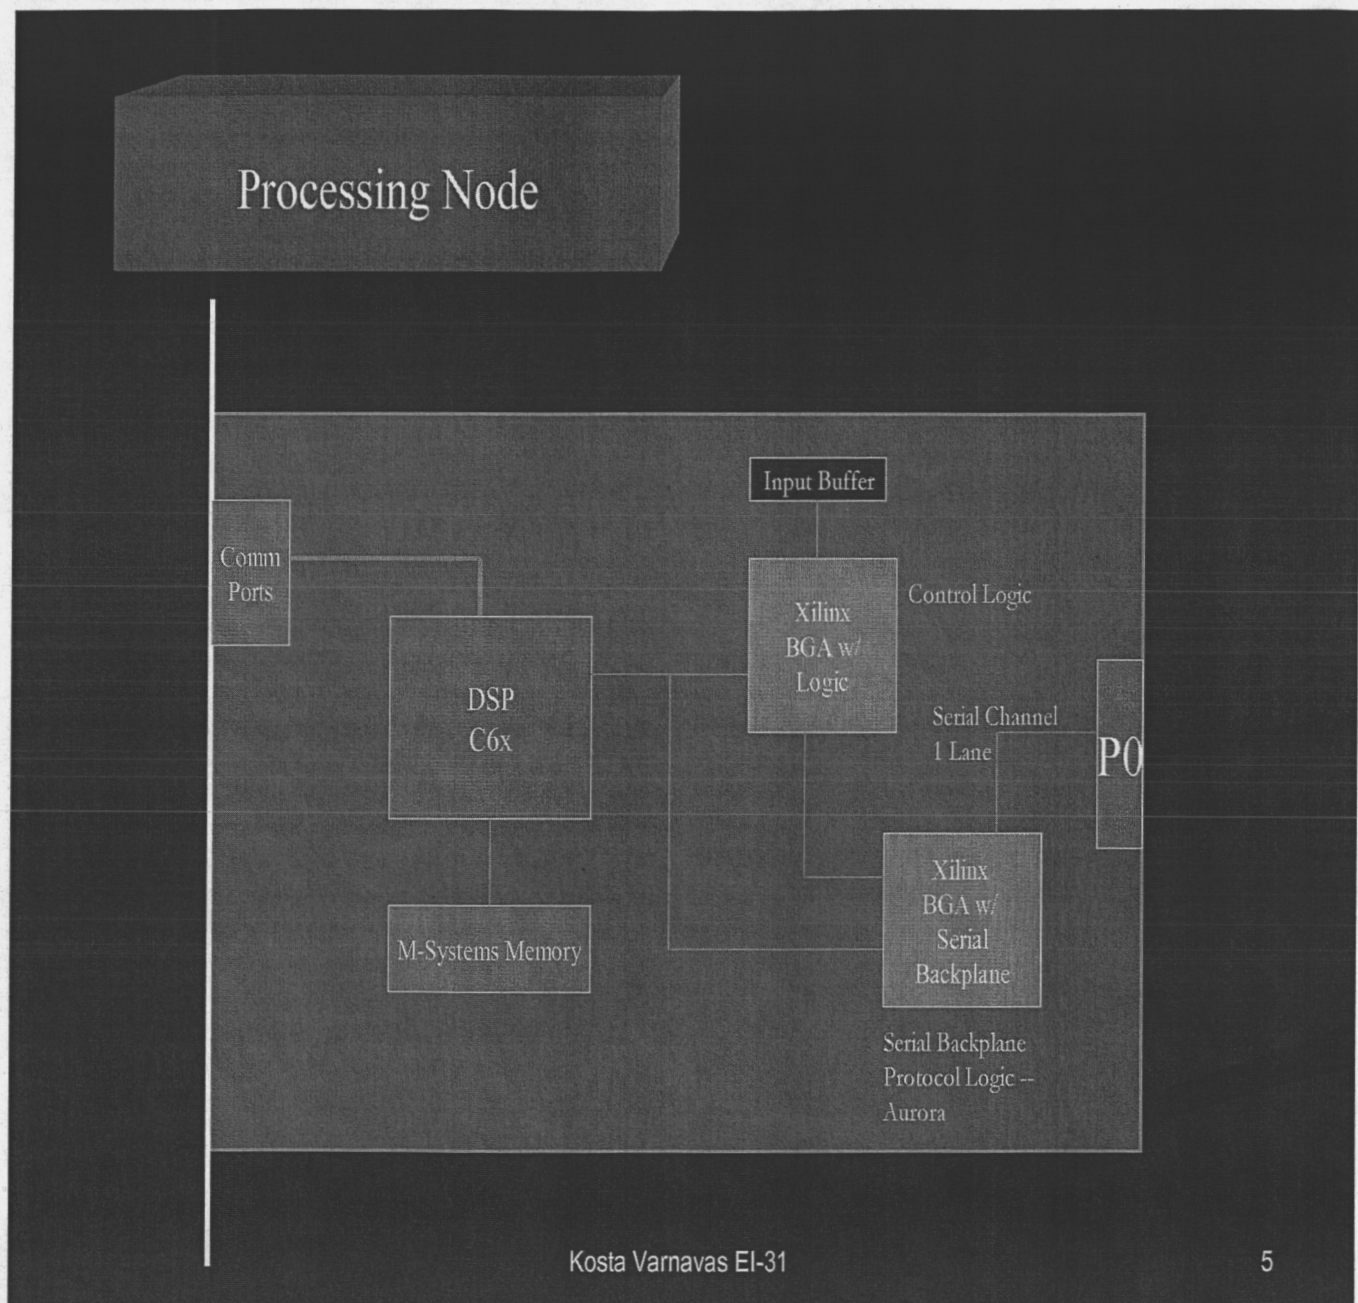 Processing Node
Input Buffer
Comm
Ports
Xilinx
BGA w/
Logic
Control Logic
DSP
C6x
Serial Channel
1 Lane
P0
Xilinx
BGA w/
Serial
Backplane
M-Systems Memory
Serial Backplane
Protocol Logic --
Aurora
Kosta Varnavas EI-31
5